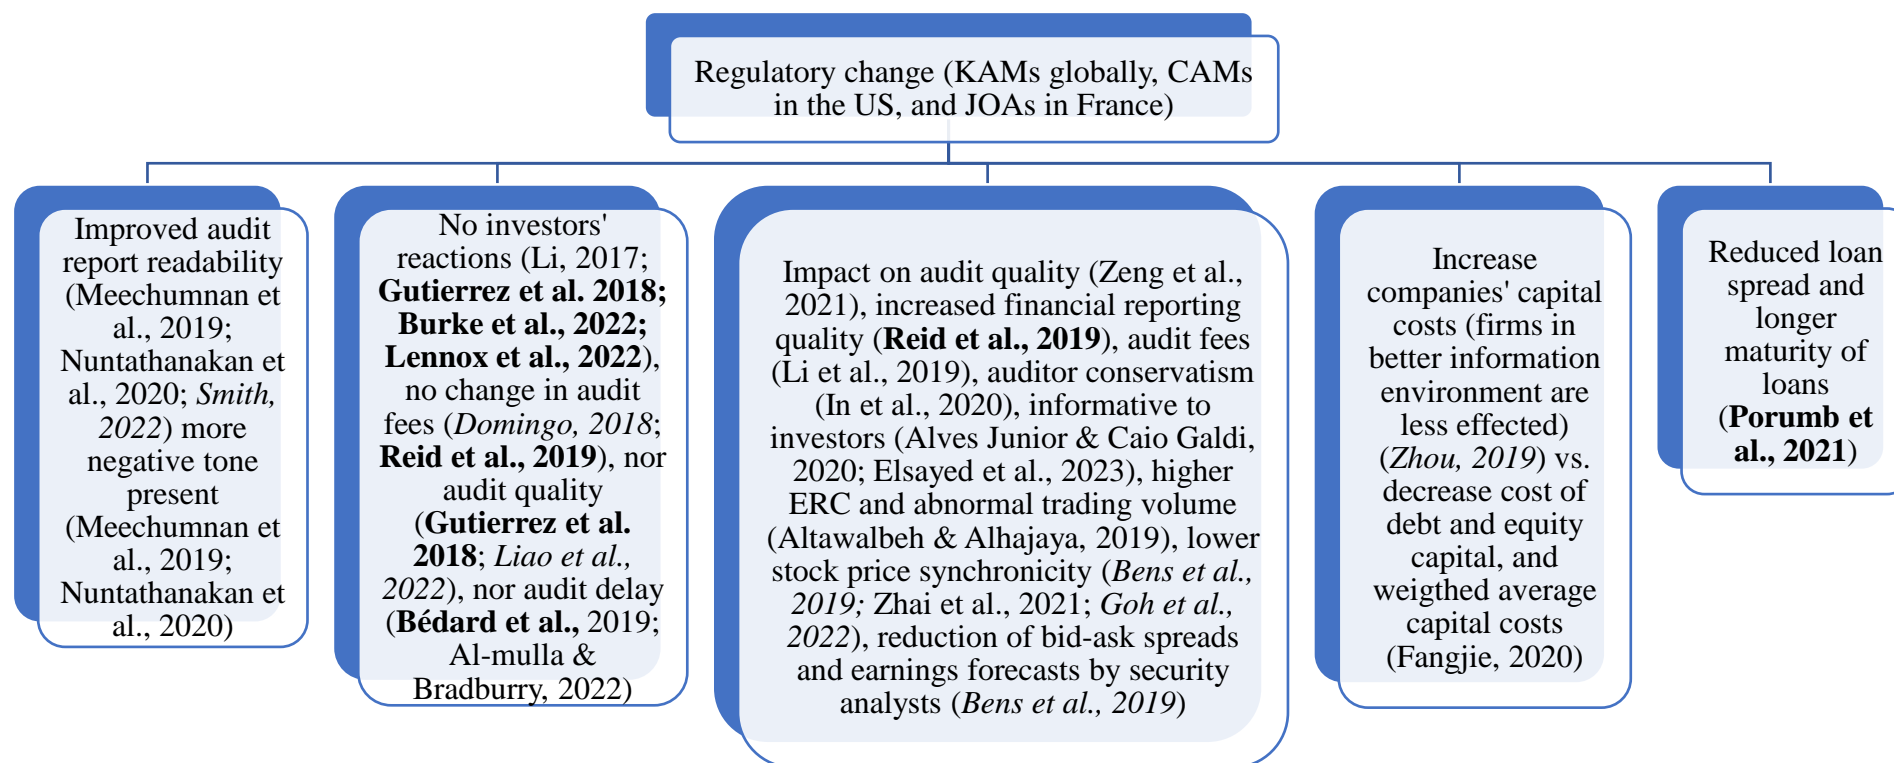 Regulatory change (KAMs globally, CAMs
in the US, and JOAs in France)
Improved audit
report readability
(Meechumnan et
al., 2019;
Nuntathanakan et
al., 2020; Smith,
2022) more
negative tone
present
(Meechumnan et
al., 2019;
Nuntathanakan et
al., 2020)
No investors'
reactions (Li, 2017;
Gutierrez et al. 2018;
Burke et al., 2022;
Lennox et al., 2022),
no change in audit
fees (Domingo, 2018;
Reid et al., 2019), nor
audit quality
(Gutierrez et al.
2018; Liao et al.,
2022), nor audit delay
(Bédard et al., 2019;
Al-mulla &
Bradburry, 2022)
Impact on audit quality (Zeng et al.,
2021), increased financial reporting
quality (Reid et al., 2019), audit fees
(Li et al., 2019), auditor conservatism
(In et al., 2020), informative to
investors (Alves Junior & Caio Galdi,
2020; Elsayed et al., 2023), higher
ERC and abnormal trading volume
(Altawalbeh & Alhajaya, 2019), lower
stock price synchronicity (Bens et al.,
2019; Zhai et al., 2021; Goh et al.,
2022), reduction of bid-ask spreads
and earnings forecasts by security
analysts (Bens et al., 2019)
Increase
companies' capital
costs (firms in
better information
environment are
less effected)
(Zhou, 2019) vs.
decrease cost of
debt and equity
capital, and
weigthed average
capital costs
(Fangjie, 2020)
Reduced loan
spread and
longer
maturity of
loans
(Porumb et
al., 2021)